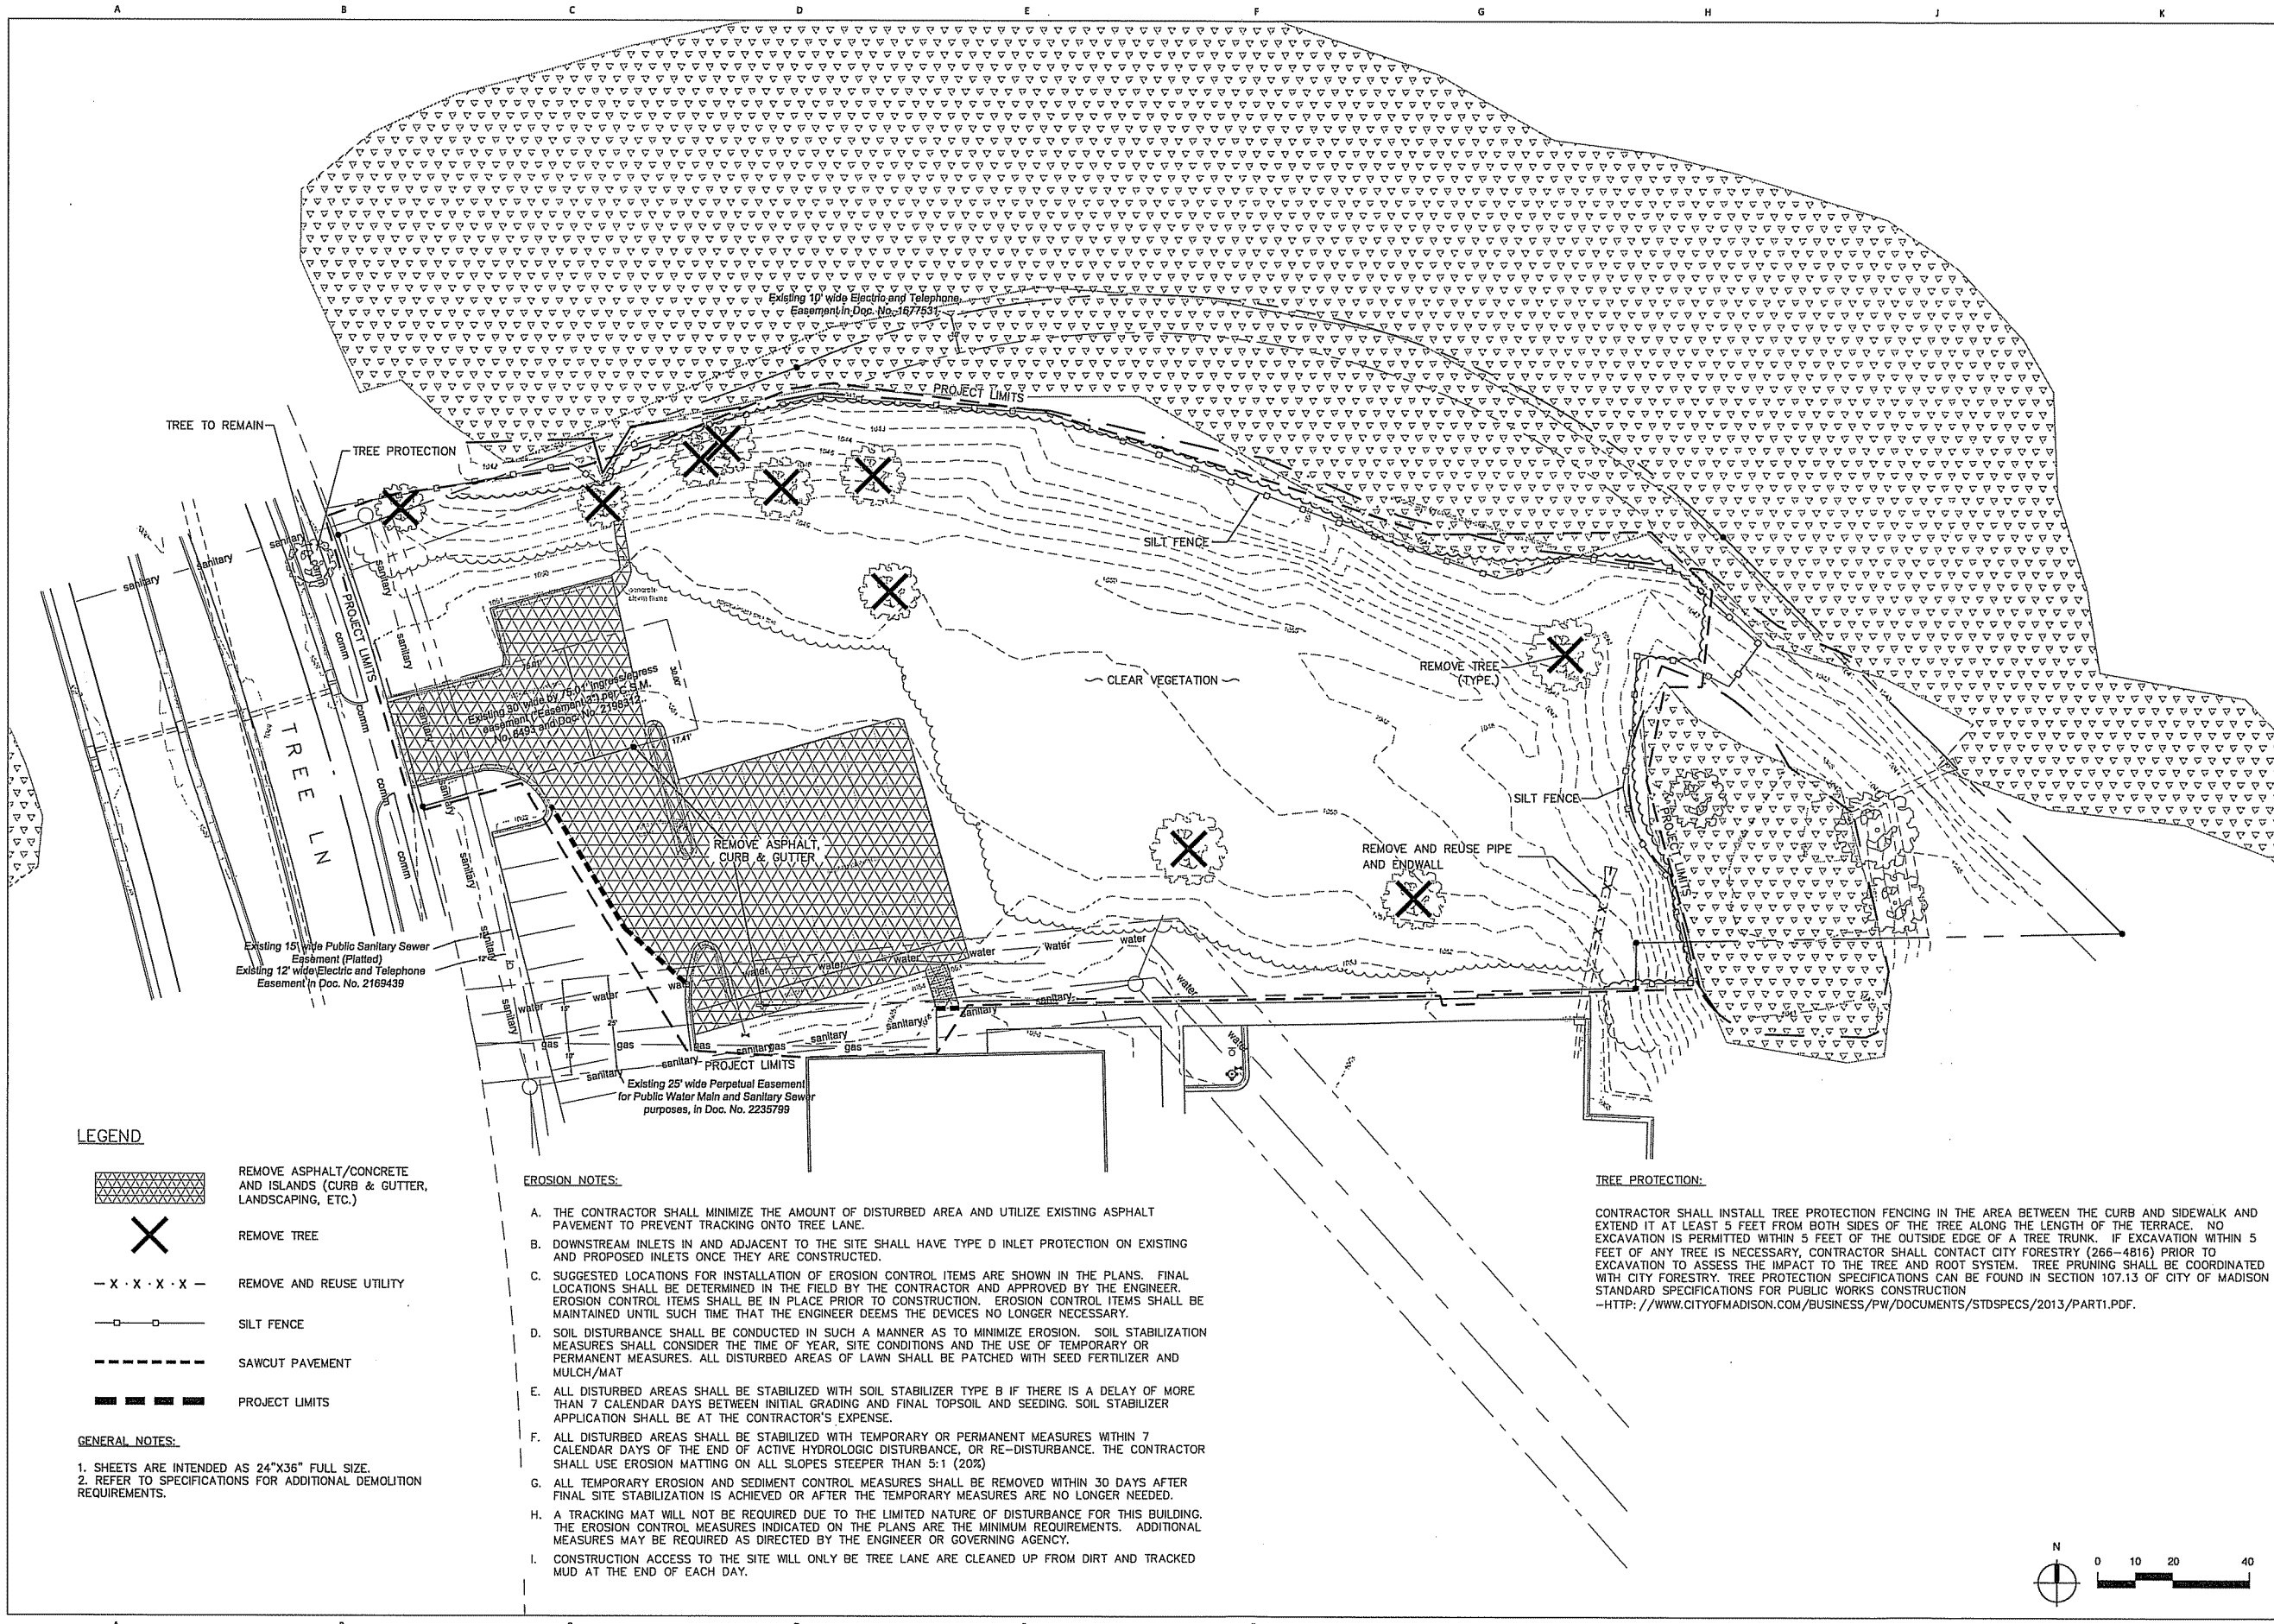 A B C D E F G H J K
Existing 10' wide Electric and Telephone
Easement in Doc. No. 1677531
PROJECT LIMITS
TREE TO REMAIN
TREE PROTECTION
SILT FENCE
CLEAR VEGETATION
REMOVE TREE
(TYPE.)
PROJECT LIMITS
TREE LN
Existing 30' wide by 75.01' ingress/egress
easement ("Easement 3") per C.S.M.
No. 8493 and Doc. No. 2198312.
17.41'
REMOVE ASPHALT,
CURB & GUTTER
SILT FENCE
REMOVE AND REUSE PIPE
AND ENDWALL
PROJECT LIMITS
Existing 15' wide Public Sanitary Sewer
Easement (Platted)
Existing 12' wide Electric and Telephone
Easement in Doc. No. 2169439
sanitary
comm
water
gas
PROJECT LIMITS
Existing 25' wide Perpetual Easement
for Public Water Main and Sanitary Sewer
purposes, in Doc. No. 2235799
LEGEND
REMOVE ASPHALT/CONCRETE
AND ISLANDS (CURB & GUTTER,
LANDSCAPING, ETC.)
REMOVE TREE
X · X · X · X
REMOVE AND REUSE UTILITY
SILT FENCE
SAWCUT PAVEMENT
PROJECT LIMITS
GENERAL NOTES:
1. SHEETS ARE INTENDED AS 24"X36" FULL SIZE.
2. REFER TO SPECIFICATIONS FOR ADDITIONAL DEMOLITION
REQUIREMENTS.
EROSION NOTES:
A. THE CONTRACTOR SHALL MINIMIZE THE AMOUNT OF DISTURBED AREA AND UTILIZE EXISTING ASPHALT
PAVEMENT TO PREVENT TRACKING ONTO TREE LANE.
B. DOWNSTREAM INLETS IN AND ADJACENT TO THE SITE SHALL HAVE TYPE D INLET PROTECTION ON EXISTING
AND PROPOSED INLETS ONCE THEY ARE CONSTRUCTED.
C. SUGGESTED LOCATIONS FOR INSTALLATION OF EROSION CONTROL ITEMS ARE SHOWN IN THE PLANS. FINAL
LOCATIONS SHALL BE DETERMINED IN THE FIELD BY THE CONTRACTOR AND APPROVED BY THE ENGINEER.
EROSION CONTROL ITEMS SHALL BE IN PLACE PRIOR TO CONSTRUCTION. EROSION CONTROL ITEMS SHALL BE
MAINTAINED UNTIL SUCH TIME THAT THE ENGINEER DEEMS THE DEVICES NO LONGER NECESSARY.
D. SOIL DISTURBANCE SHALL BE CONDUCTED IN SUCH A MANNER AS TO MINIMIZE EROSION. SOIL STABILIZATION
MEASURES SHALL CONSIDER THE TIME OF YEAR, SITE CONDITIONS AND THE USE OF TEMPORARY OR
PERMANENT MEASURES. ALL DISTURBED AREAS OF LAWN SHALL BE PATCHED WITH SEED FERTILIZER AND
MULCH/MAT
E. ALL DISTURBED AREAS SHALL BE STABILIZED WITH SOIL STABILIZER TYPE B IF THERE IS A DELAY OF MORE
THAN 7 CALENDAR DAYS BETWEEN INITIAL GRADING AND FINAL TOPSOIL AND SEEDING. SOIL STABILIZER
APPLICATION SHALL BE AT THE CONTRACTOR'S EXPENSE.
F. ALL DISTURBED AREAS SHALL BE STABILIZED WITH TEMPORARY OR PERMANENT MEASURES WITHIN 7
CALENDAR DAYS OF THE END OF ACTIVE HYDROLOGIC DISTURBANCE, OR RE-DISTURBANCE. THE CONTRACTOR
SHALL USE EROSION MATTING ON ALL SLOPES STEEPER THAN 5:1 (20%)
G. ALL TEMPORARY EROSION AND SEDIMENT CONTROL MEASURES SHALL BE REMOVED WITHIN 30 DAYS AFTER
FINAL SITE STABILIZATION IS ACHIEVED OR AFTER THE TEMPORARY MEASURES ARE NO LONGER NEEDED.
H. A TRACKING MAT WILL NOT BE REQUIRED DUE TO THE LIMITED NATURE OF DISTURBANCE FOR THIS BUILDING.
THE EROSION CONTROL MEASURES INDICATED ON THE PLANS ARE THE MINIMUM REQUIREMENTS. ADDITIONAL
MEASURES MAY BE REQUIRED AS DIRECTED BY THE ENGINEER OR GOVERNING AGENCY.
I. CONSTRUCTION ACCESS TO THE SITE WILL ONLY BE TREE LANE ARE CLEANED UP FROM DIRT AND TRACKED
MUD AT THE END OF EACH DAY.
TREE PROTECTION:
CONTRACTOR SHALL INSTALL TREE PROTECTION FENCING IN THE AREA BETWEEN THE CURB AND SIDEWALK AND
EXTEND IT AT LEAST 5 FEET FROM BOTH SIDES OF THE TREE ALONG THE LENGTH OF THE TERRACE. NO
EXCAVATION IS PERMITTED WITHIN 5 FEET OF THE OUTSIDE EDGE OF A TREE TRUNK. IF EXCAVATION WITHIN 5
FEET OF ANY TREE IS NECESSARY, CONTRACTOR SHALL CONTACT CITY FORESTRY (266-4816) PRIOR TO
EXCAVATION TO ASSESS THE IMPACT TO THE TREE AND ROOT SYSTEM. TREE PRUNING SHALL BE COORDINATED
WITH CITY FORESTRY. TREE PROTECTION SPECIFICATIONS CAN BE FOUND IN SECTION 107.13 OF CITY OF MADISON
STANDARD SPECIFICATIONS FOR PUBLIC WORKS CONSTRUCTION
-HTTP: //WWW.CITYOFMADISON.COM/BUSINESS/PW/DOCUMENTS/STDSPECS/2013/PART1.PDF.
N
0 10 20 40